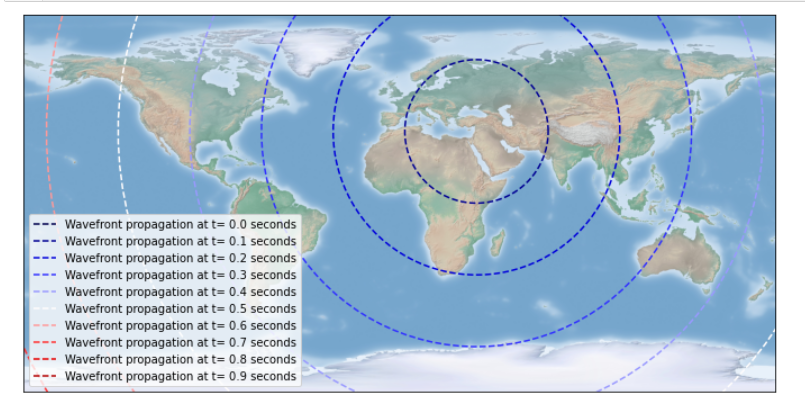 Wavefront propagation at t= 0.0 seconds
Wavefront propagation at t= 0.1 seconds
Wavefront propagation at t= 0.2 seconds
Wavefront propagation at t= 0.3 seconds
Wavefront propagation at t= 0.4 seconds
Wavefront propagation at t= 0.5 seconds
Wavefront propagation at t= 0.6 seconds
Wavefront propagation at t= 0.7 seconds
Wavefront propagation at t= 0.8 seconds
Wavefront propagation at t= 0.9 seconds